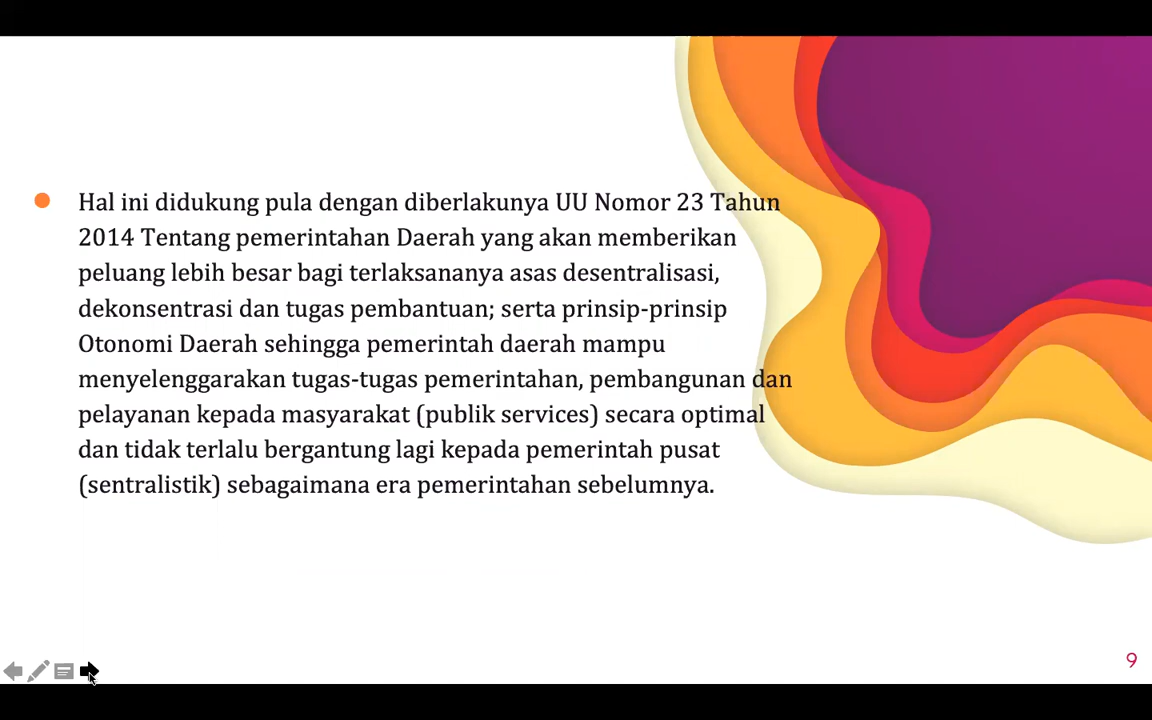 Hal ini didukung pula dengan diberlakunya UU Nomor 23 Tahun
2014 Tentang pemerintahan Daerah yang akan memberikan
peluang lebih besar bagi terlaksananya asas desentralisasi,
dekonsentrasi dan tugas pembantuan; serta prinsip-prinsip
Otonomi Daerah sehingga pemerintah daerah mampu
menyelenggarakan tugas-tugas pemerintahan, pembangunan dan
pelayanan kepada masyarakat (publik services) secara optimal
dan tidak terlalu bergantung lagi kepada pemerintah pusat
(sentralistik) sebagaimana era pemerintahan sebelumnya.
9